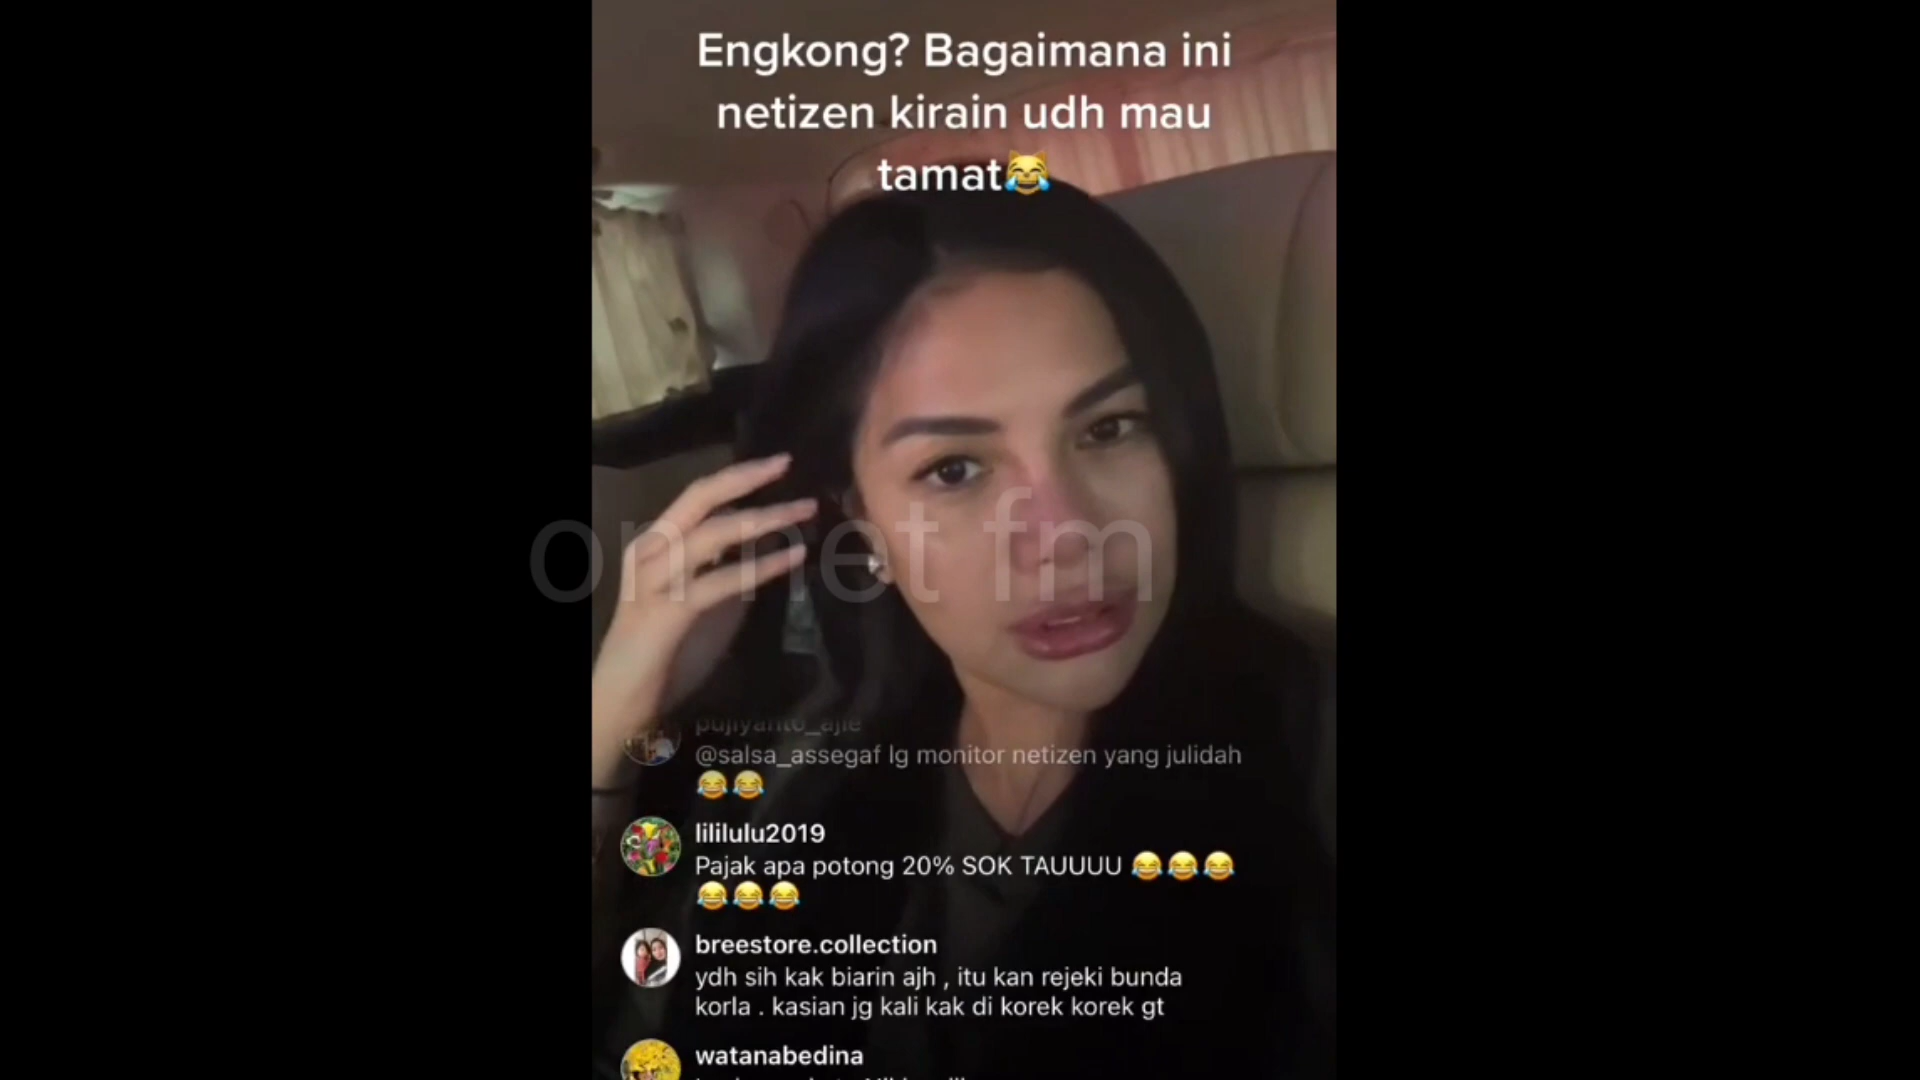 Engkong? Bagaimana ini
netizen kirain udh mau
tamat😹
on net fm
pujiyanto_ajie
@salsa_assegaf lg monitor netizen yang julidah
😂😂
lililulu2019
Pajak apa potong 20% SOK TAUUUU 😂😂😂
😂😂😂
breestore.collection
ydh sih kak biarin ajh , itu kan rejeki bunda
korla . kasian jg kali kak di korek korek gt
watanabedina